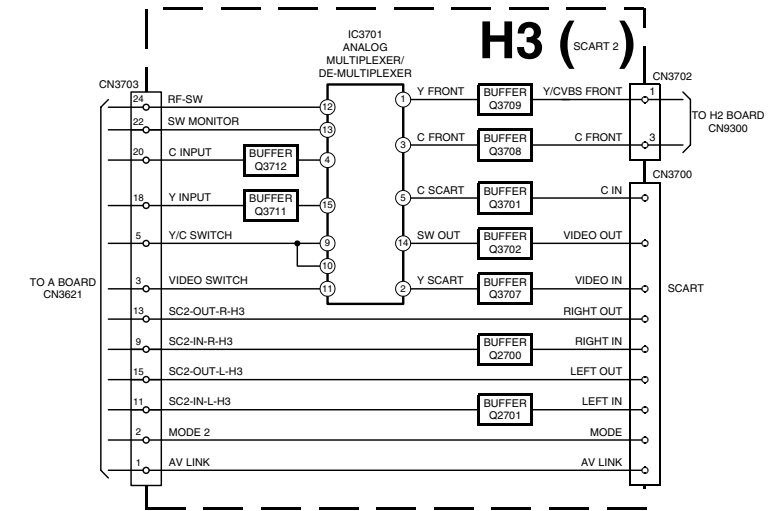 H3 ( SCART 2 )
IC3701
ANALOG
MULTIPLEXER/
DE-MULTIPLEXER
CN3703
CN3702
24 RF-SW 12
1 Y FRONT BUFFER Y/CVBS FRONT 1
Q3709
22 SW MONITOR 13
TO H2 BOARD
CN9300
20 C INPUT BUFFER 4
Q3712
3 C FRONT BUFFER C FRONT 3
Q3708
CN3700
18 Y INPUT BUFFER 15
Q3711
5 C SCART BUFFER C IN
Q3701
5 Y/C SWITCH 9
10
14 SW OUT BUFFER VIDEO OUT
Q3702
3 VIDEO SWITCH 11
2 Y SCART BUFFER VIDEO IN
Q3707
TO A BOARD
CN3621
SCART
13 SC2-OUT-R-H3 RIGHT OUT
9 SC2-IN-R-H3 BUFFER RIGHT IN
Q2700
15 SC2-OUT-L-H3 LEFT OUT
11 SC2-IN-L-H3 BUFFER LEFT IN
Q2701
2 MODE 2 MODE
1 AV LINK AV LINK